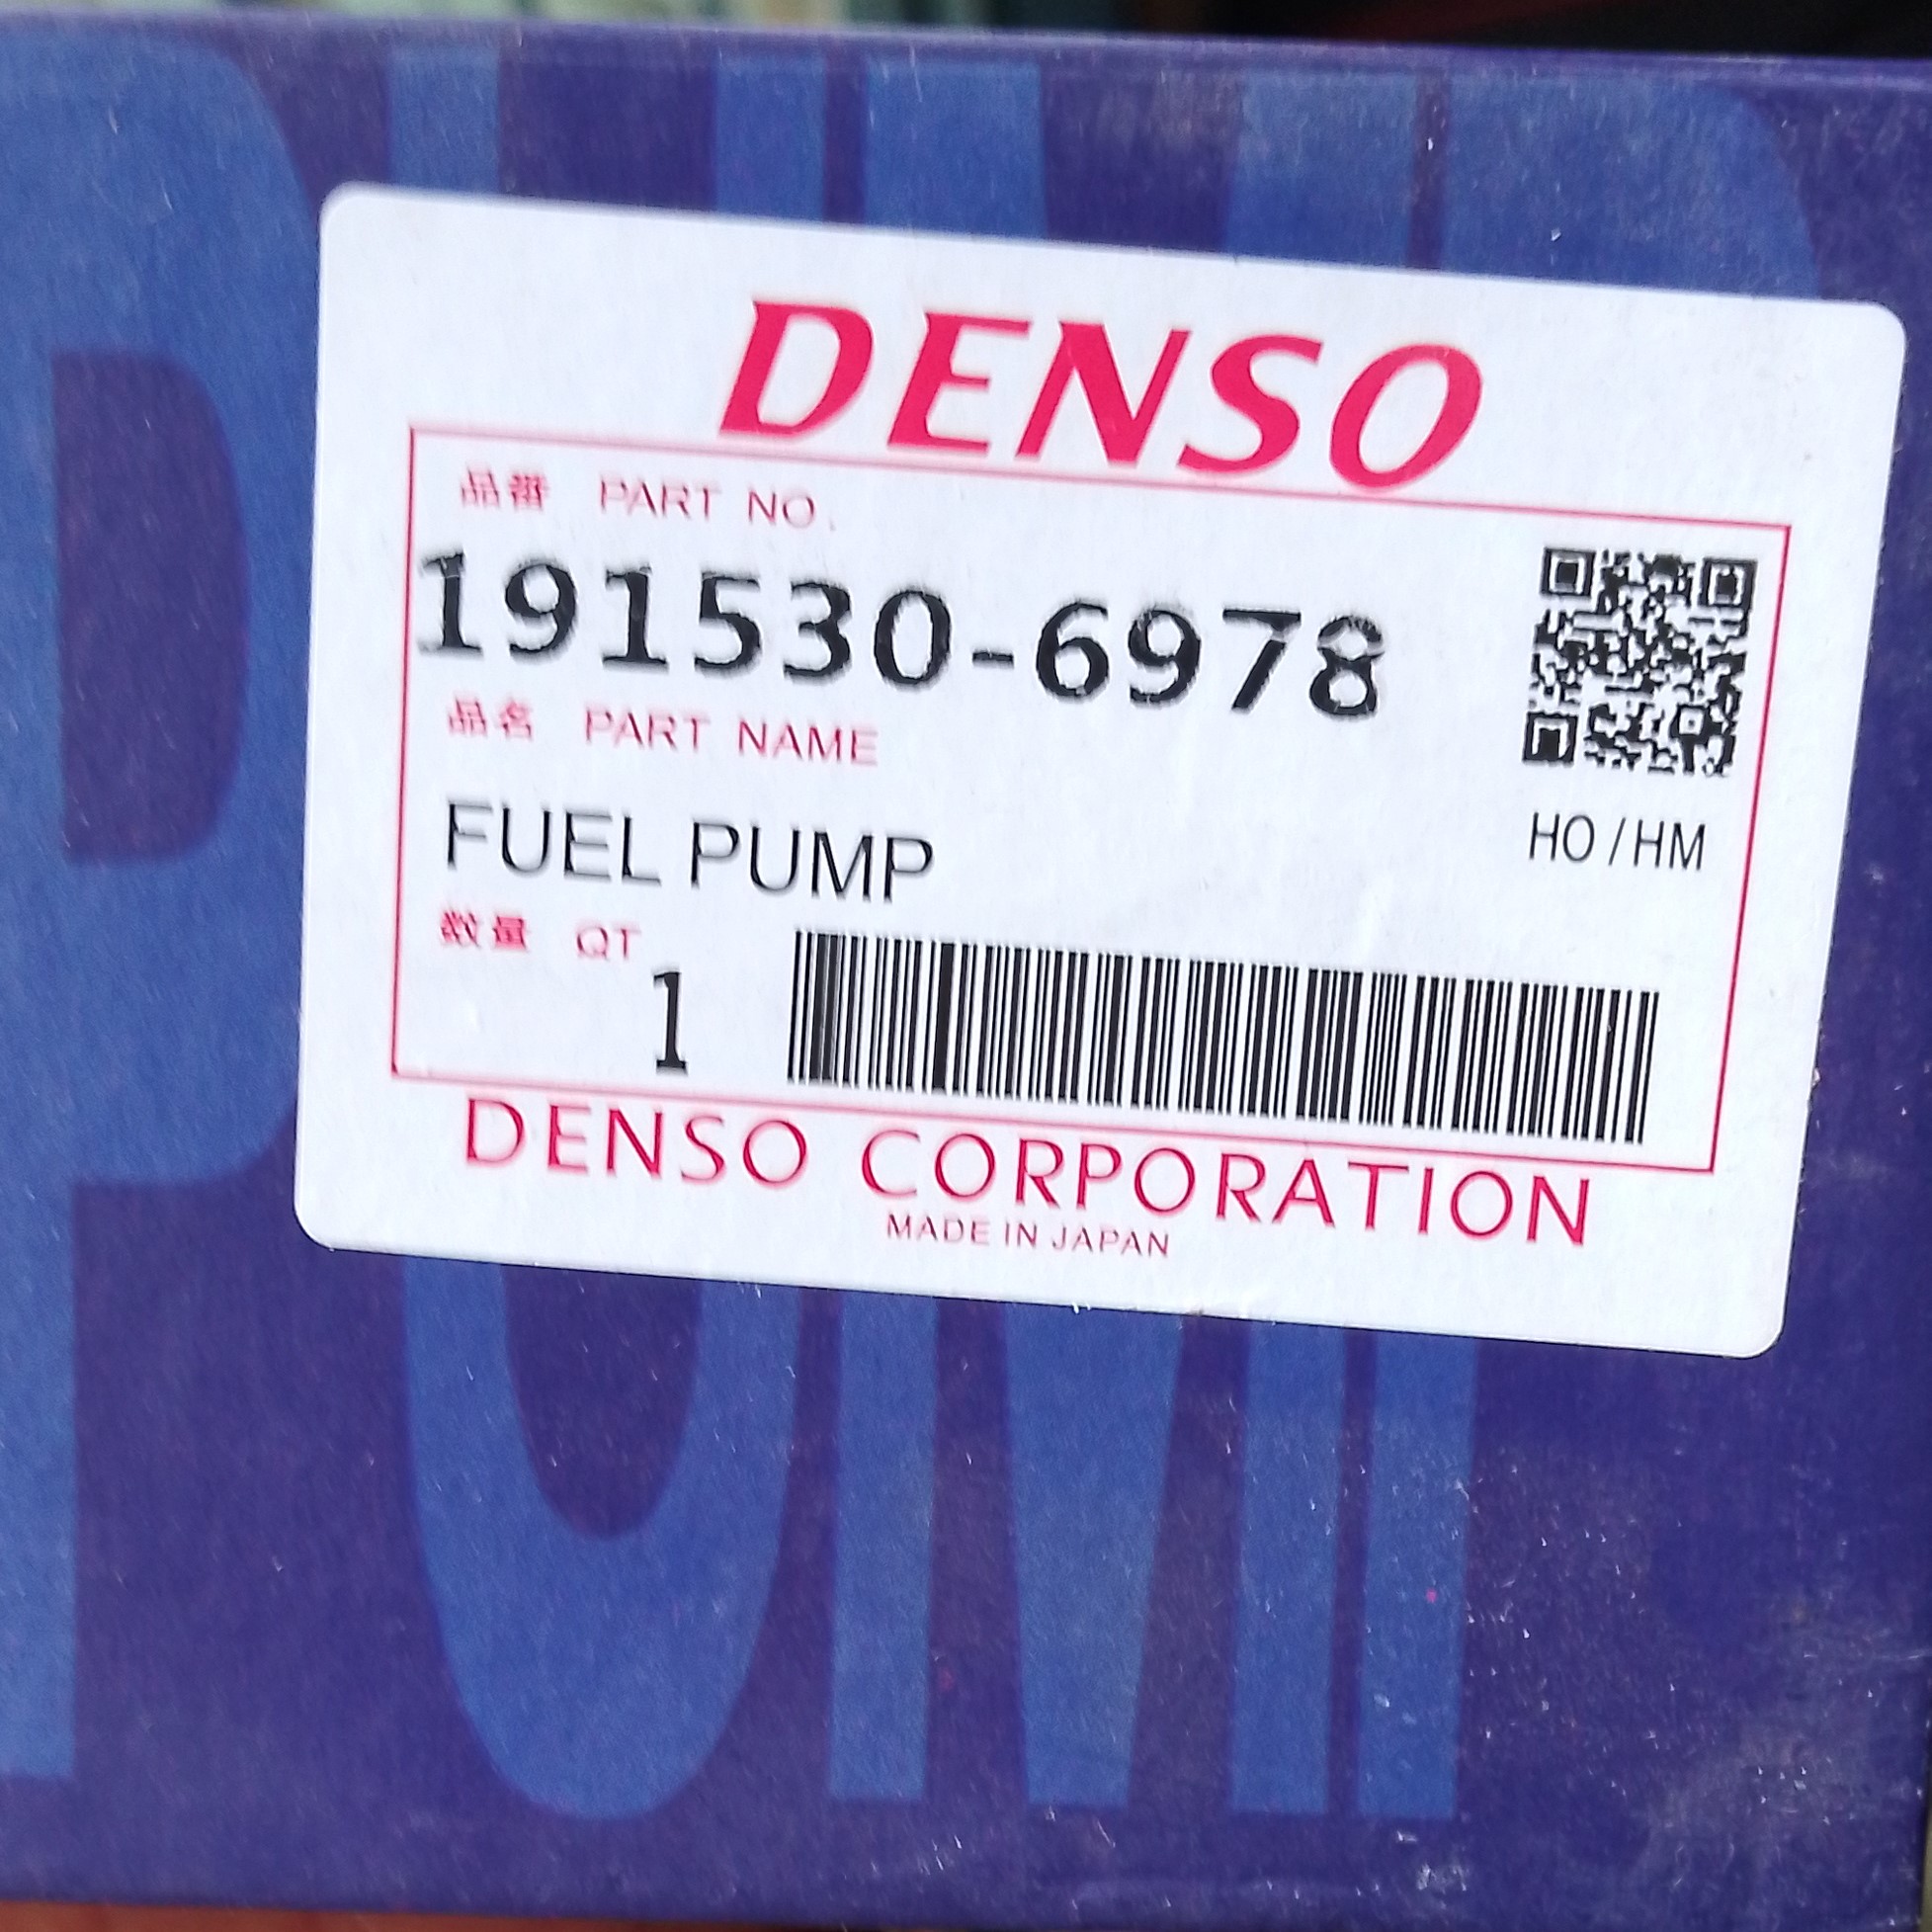 PUMP
DENSO
品番 PART NO.
191530-6978
品名 PART NAME
FUEL PUMP
HO/HM
数量 QT
1
DENSO CORPORATION
MADE IN JAPAN